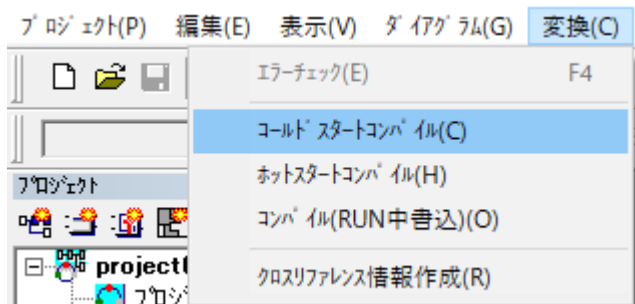 ﾌﾟﾛｼﾞｪｸﾄ(P) 編集(E) 表示(V) ﾀﾞｲｱｸﾞﾗﾑ(G) 変換(C)
ｴﾗｰﾁｪｯｸ(E) F4
ｺｰﾙﾄﾞｽﾀｰﾄｺﾝﾊﾟｲﾙ(C)
ﾎｯﾄｽﾀｰﾄｺﾝﾊﾟｲﾙ(H)
ﾌﾟﾛｼﾞｪｸﾄ
ｺﾝﾊﾟｲﾙ(RUN中書込)(O)
project
ｸﾛｽﾘﾌｧﾚﾝｽ情報作成(R)